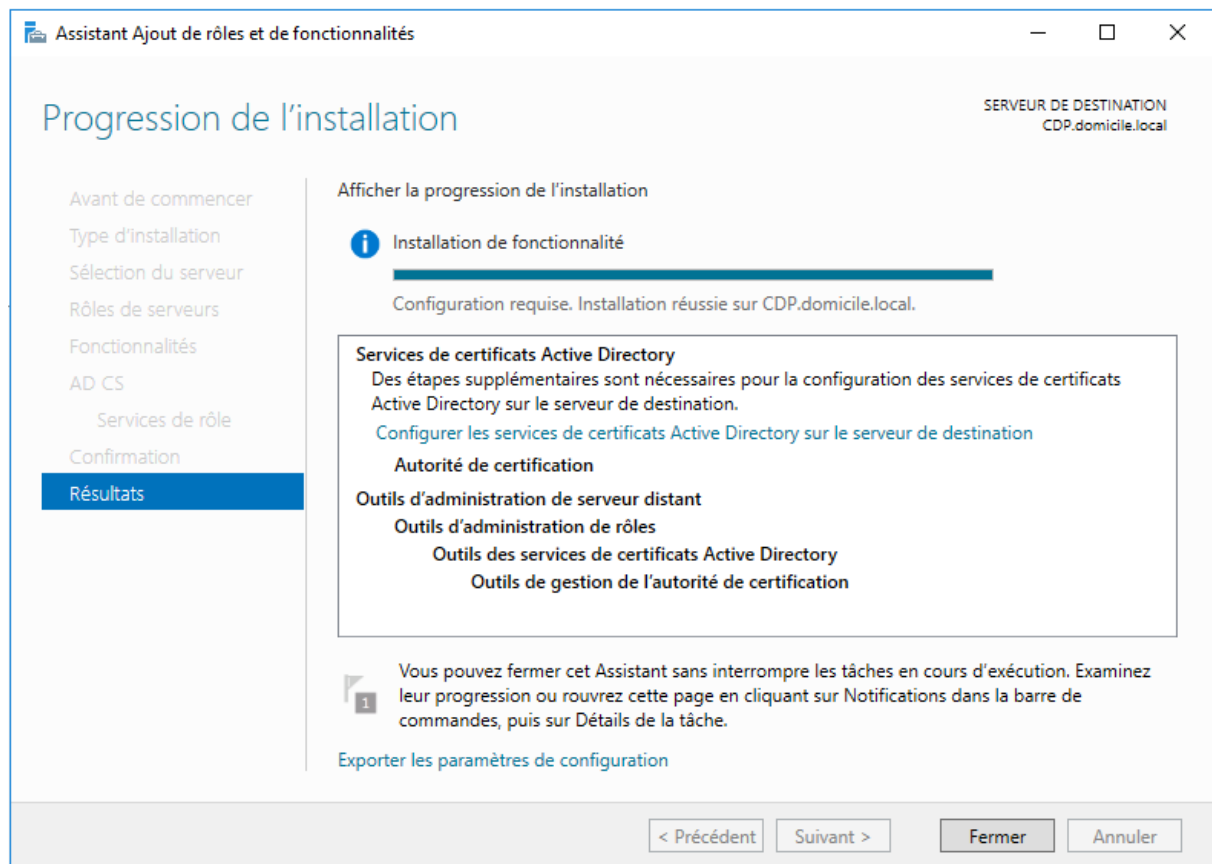 Assistant Ajout de rôles et de fonctionnalités
Progression de l’installation
SERVEUR DE DESTINATION
CDP.domicile.local
Avant de commencer
Type d’installation
Sélection du serveur
Rôles de serveurs
Fonctionnalités
AD CS
Services de rôle
Confirmation
Résultats
Afficher la progression de l’installation
Installation de fonctionnalité
Configuration requise. Installation réussie sur CDP.domicile.local.
Services de certificats Active Directory
Des étapes supplémentaires sont nécessaires pour la configuration des services de certificats
Active Directory sur le serveur de destination.
Configurer les services de certificats Active Directory sur le serveur de destination
Autorité de certification
Outils d’administration de serveur distant
Outils d’administration de rôles
Outils des services de certificats Active Directory
Outils de gestion de l’autorité de certification
1
Vous pouvez fermer cet Assistant sans interrompre les tâches en cours d’exécution. Examinez
leur progression ou rouvrez cette page en cliquant sur Notifications dans la barre de
commandes, puis sur Détails de la tâche.
Exporter les paramètres de configuration
< Précédent
Suivant >
Fermer
Annuler